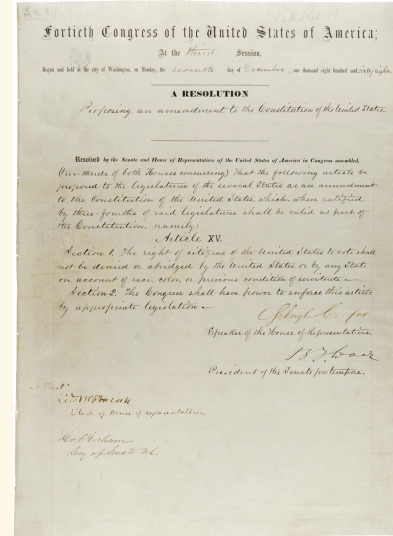 Fortieth Congress of the United States of America;
At the third Session,
Begun and held at the city of Washington, on Monday, the seventh day of December, one thousand eight hundred and sixty-eight.
A RESOLUTION
Proposing an amendment to the Constitution of the United States.
Resolved by the Senate and House of Representatives of the United States of America in Congress assembled,
(two-thirds of both Houses concurring) That the following article be
proposed to the legislatures of the several States as an amendment
to the Constitution of the United States, which, when ratified
by three-fourths of said legislatures shall be valid as part of
the Constitution, namely:
Article XV.
Section 1. The right of citizens of the United States to vote shall
not be denied or abridged by the United States or by any State
on account of race, color, or previous condition of servitude—
Section 2. The Congress shall have power to enforce this article
by appropriate legislation—
Schuyler Colfax
Speaker of the House of Representatives.
B. F. Wade
President of the Senate pro tempore.
Attest:
Clerk of House of Representatives.
Geo. C. Gorham
Secy of Senate U.S.